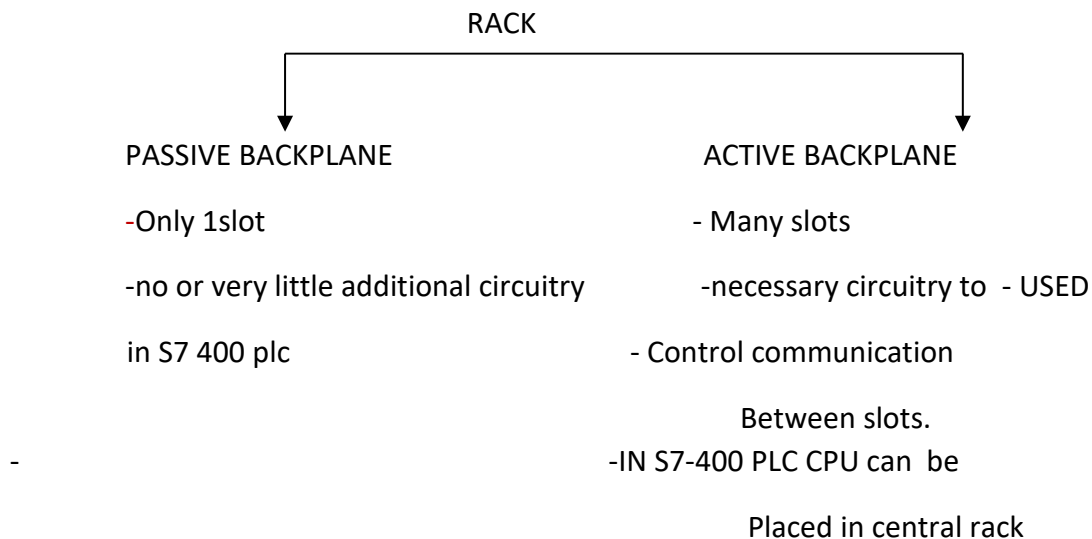 RACK
PASSIVE BACKPLANE ACTIVE BACKPLANE
-Only 1slot - Many slots
-no or very little additional circuitry -necessary circuitry to - USED
in S7 400 plc - Control communication
Between slots.
- -IN S7-400 PLC CPU can be
Placed in central rack